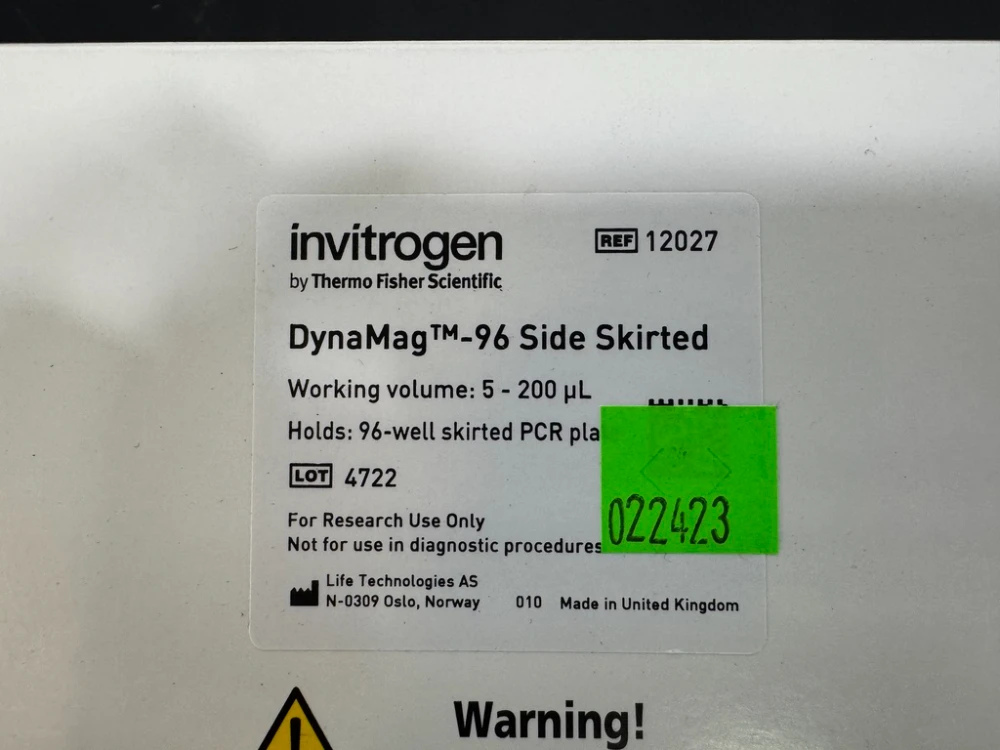 invitrogen
by Thermo Fisher Scientific
REF 12027
DynaMag™-96 Side Skirted
Working volume: 5 - 200 µL
Holds: 96-well skirted PCR pla
LOT 4722
022423
For Research Use Only
Not for use in diagnostic procedures
Life Technologies AS
N-0309 Oslo, Norway 010 Made in United Kingdom
Warning!